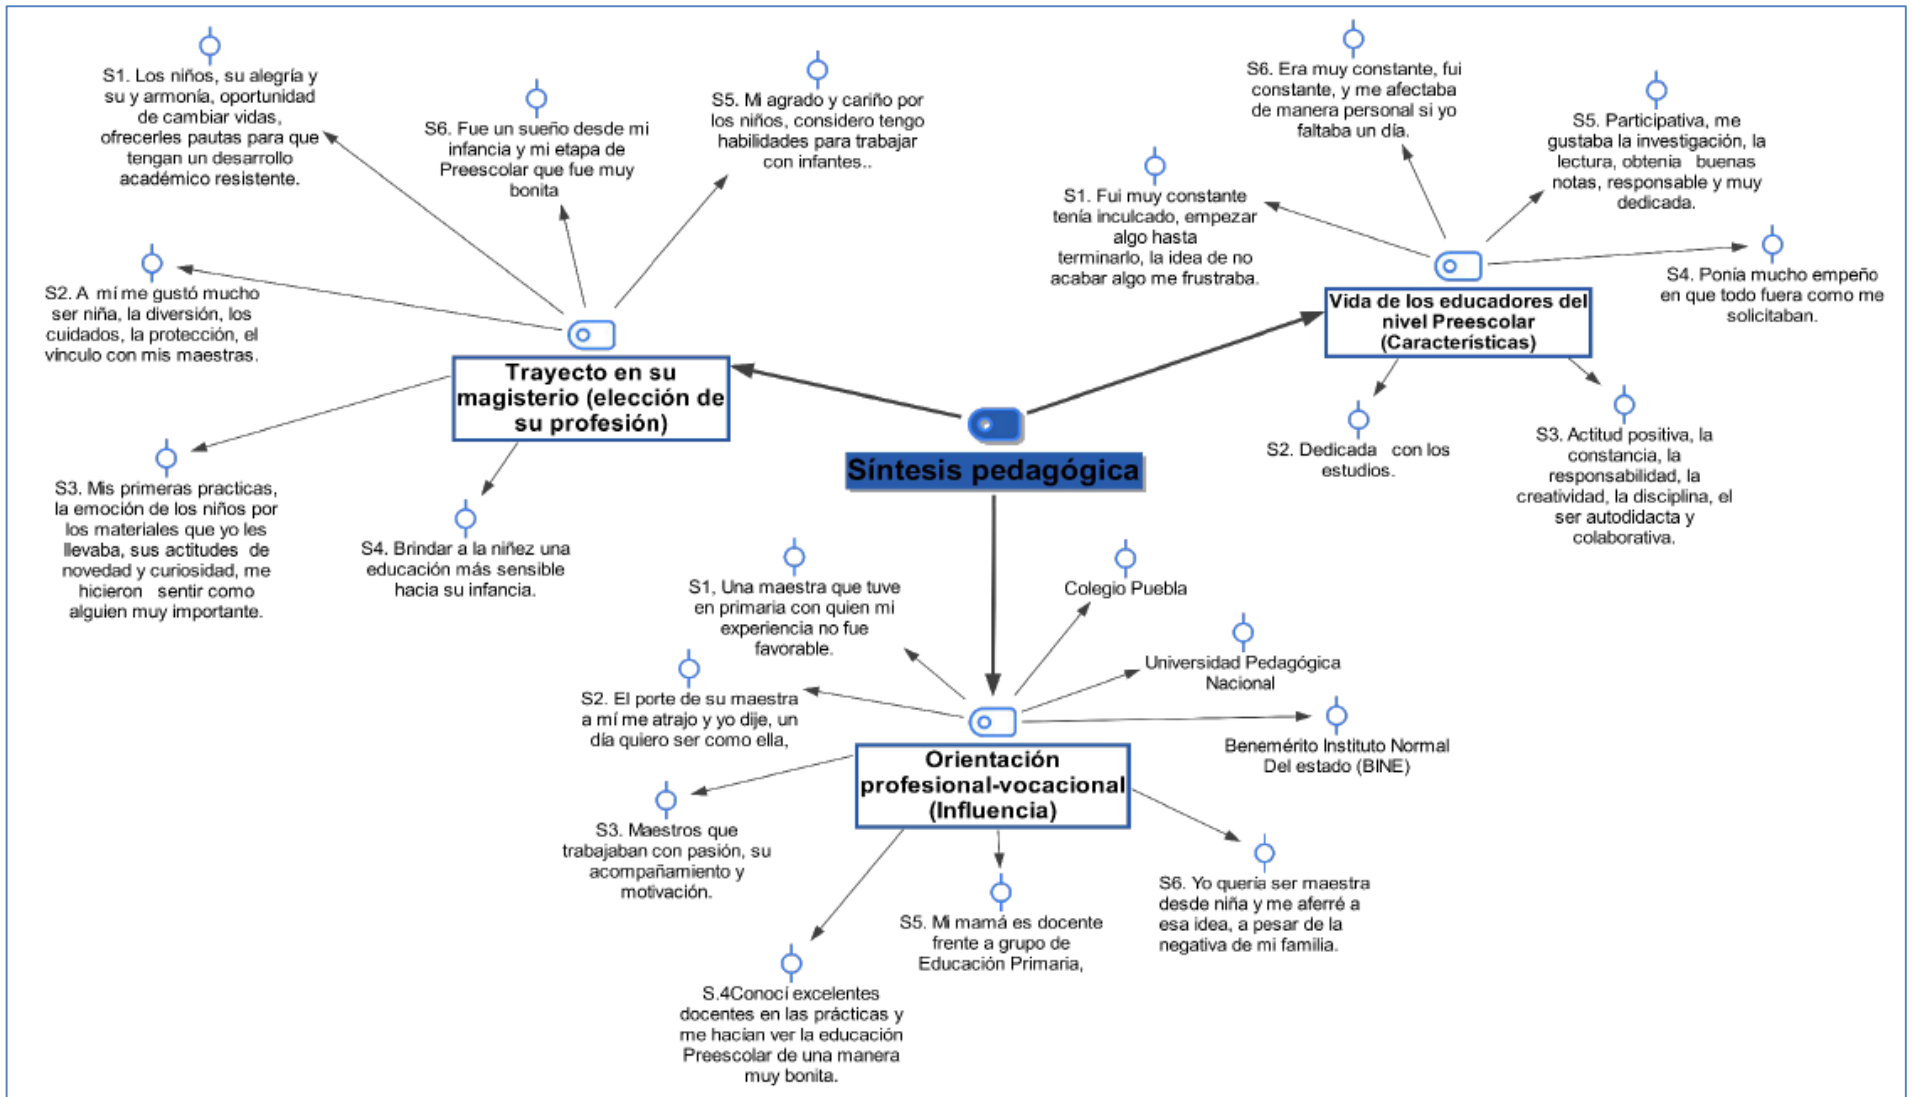 S1. Los niños, su alegría y
su y armonía, oportunidad
de cambiar vidas,
ofrecerles pautas para que
tengan un desarrollo
académico resistente.
S6. Fue un sueño desde mi
infancia y mi etapa de
Preescolar que fue muy
bonita
S5. Mi agrado y cariño por
los niños, considero tengo
habilidades para trabajar
con infantes..
S2. A mí me gustó mucho
ser niña, la diversión, los
cuidados, la protección, el
vínculo con mis maestras.
Trayecto en su
magisterio (elección de
su profesión)
S3. Mis primeras practicas,
la emoción de los niños por
los materiales que yo les
llevaba, sus actitudes de
novedad y curiosidad, me
hicieron sentir como
alguien muy importante.
S4. Brindar a la niñez una
educación más sensible
hacia su infancia.
S6. Era muy constante, fui
constante, y me afectaba
de manera personal si yo
faltaba un día.
S5. Participativa, me
gustaba la investigación, la
lectura, obtenia buenas
notas, responsable y muy
dedicada.
S1. Fui muy constante
tenía inculcado, empezar
algo hasta
terminarlo, la idea de no
acabar algo me frustraba.
S4. Ponía mucho empeño
en que todo fuera como me
solicitaban.
Vida de los educadores del
nivel Preescolar
(Características)
S2. Dedicada con los
estudios.
S3. Actitud positiva, la
constancia, la
responsabilidad, la
creatividad, la disciplina, el
ser autodidacta y
colaborativa.
Síntesis pedagógica
S1, Una maestra que tuve
en primaria con quien mi
experiencia no fue
favorable.
Colegio Puebla
Universidad Pedagógica
Nacional
S2. El porte de su maestra
a mí me atrajo y yo dije, un
día quiero ser como ella,
Benemérito Instituto Normal
Del estado (BINE)
Orientación
profesional-vocacional
(Influencia)
S3. Maestros que
trabajaban con pasión, su
acompañamiento y
motivación.
S5. Mi mamá es docente
frente a grupo de
Educación Primaria,
S6. Yo queria ser maestra
desde niña y me aferré a
esa idea, a pesar de la
negativa de mi familia.
S.4Conocí excelentes
docentes en las prácticas y
me hacían ver la educación
Preescolar de una manera
muy bonita.